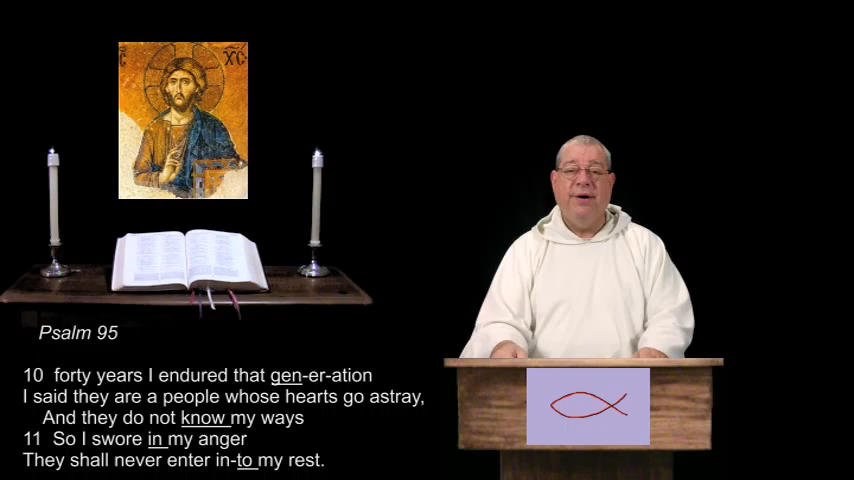 XC
Psalm 95
10 forty years I endured that gen-er-ation
I said they are a people whose hearts go astray,
And they do not know my ways
11 So I swore in my anger
They shall never enter in-to my rest.